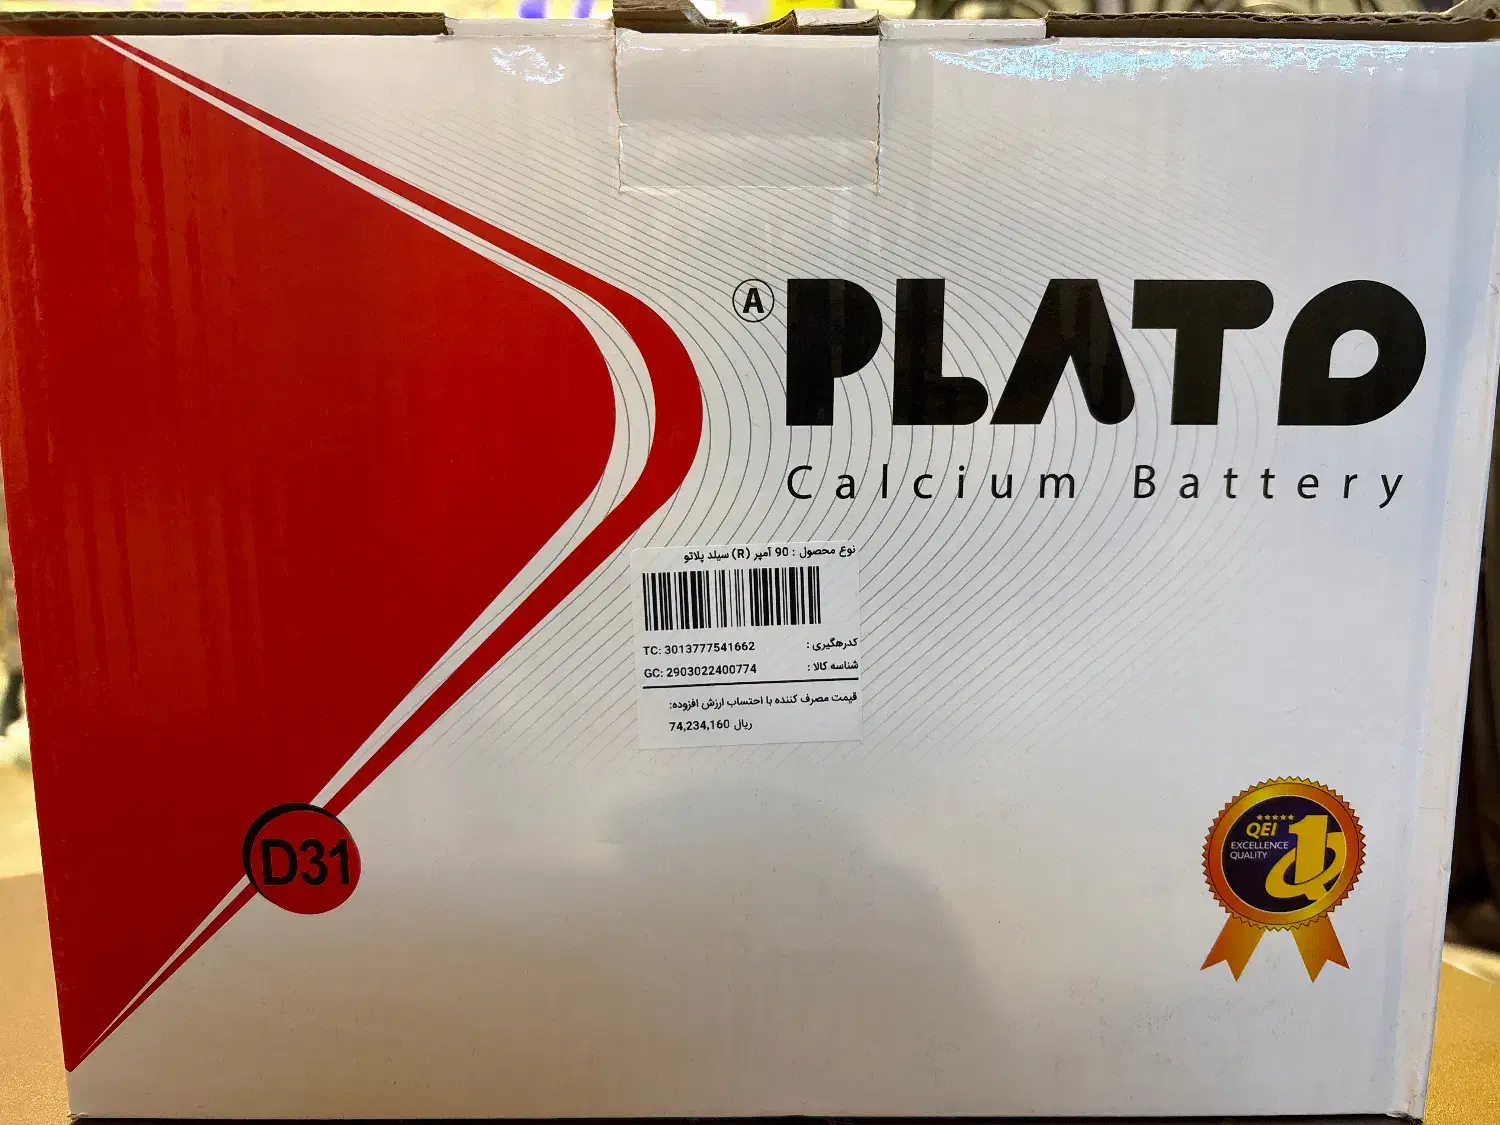 Ⓐ PLATO
Calcium Battery
نوع محصول : 90 آمپر (R) سیلد پلاتو
کدرهگیری : TC: 3013777541662
شناسه کالا : GC: 2903022400774
قیمت مصرف کننده با احتساب ارزش افزوده:
74,234,160 ریال
D31
QEI
EXCELLENCE
QUALITY
1